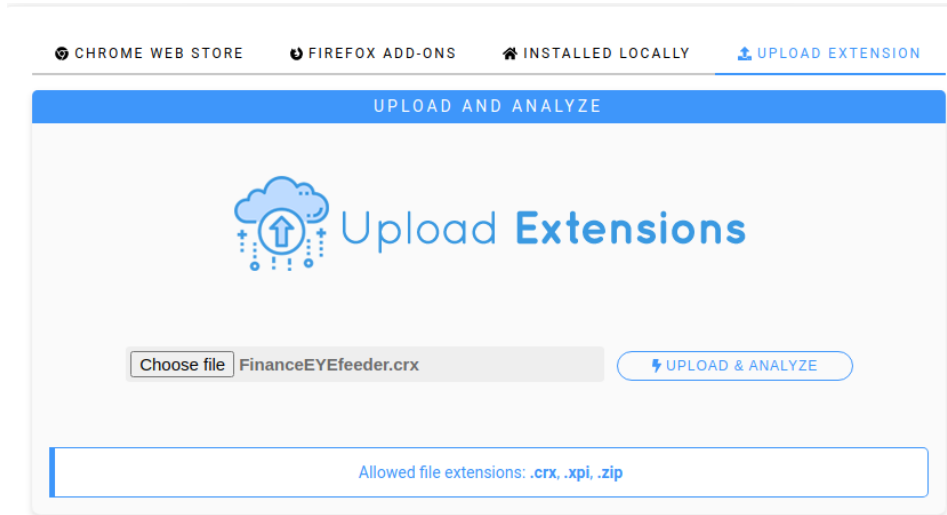 CHROME WEB STORE FIREFOX ADD-ONS INSTALLED LOCALLY UPLOAD EXTENSION
UPLOAD AND ANALYZE
Upload Extensions
Choose file FinanceEYEfeeder.crx UPLOAD & ANALYZE
Allowed file extensions: .crx, .xpi, .zip